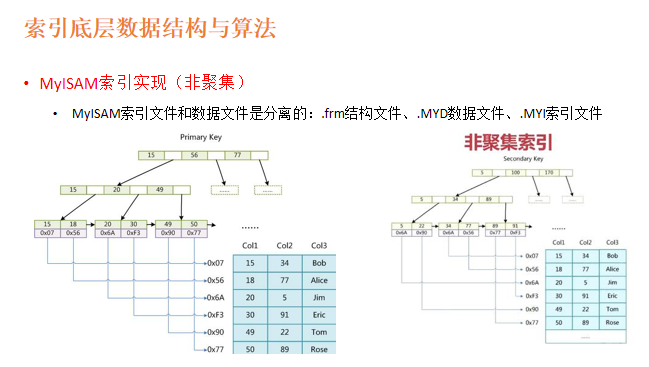 索引底层数据结构与算法
• MyISAM索引实现（非聚集）
• MyISAM索引文件和数据文件是分离的：.frm结构文件、.MYD数据文件、.MYI索引文件
Primary Key
15 56 77
15 20 49
..... .....
15 18 20 30 49 50
0x07 0x56 0x6A 0xF3 0x90 0x77
......
Col1 Col2 Col3
0x07 15 34 Bob
0x56 18 77 Alice
0x6A 20 5 Jim
0xF3 30 91 Eric
0x90 49 22 Tom
0x77 50 89 Rose
非聚集索引
Secondary Key
5 100 170
5 34 89
..... .....
5 22 34 77 89 91
0x6A 0x90 0x6A 0x56 0x77 0xF3
......
Col1 Col2 Col3
0x07 15 34 Bob
0x56 18 77 Alice
0x6A 20 5 Jim
0xF3 30 91 Eric
0x90 49 22 Tom
0x77 50 89 Rose
......